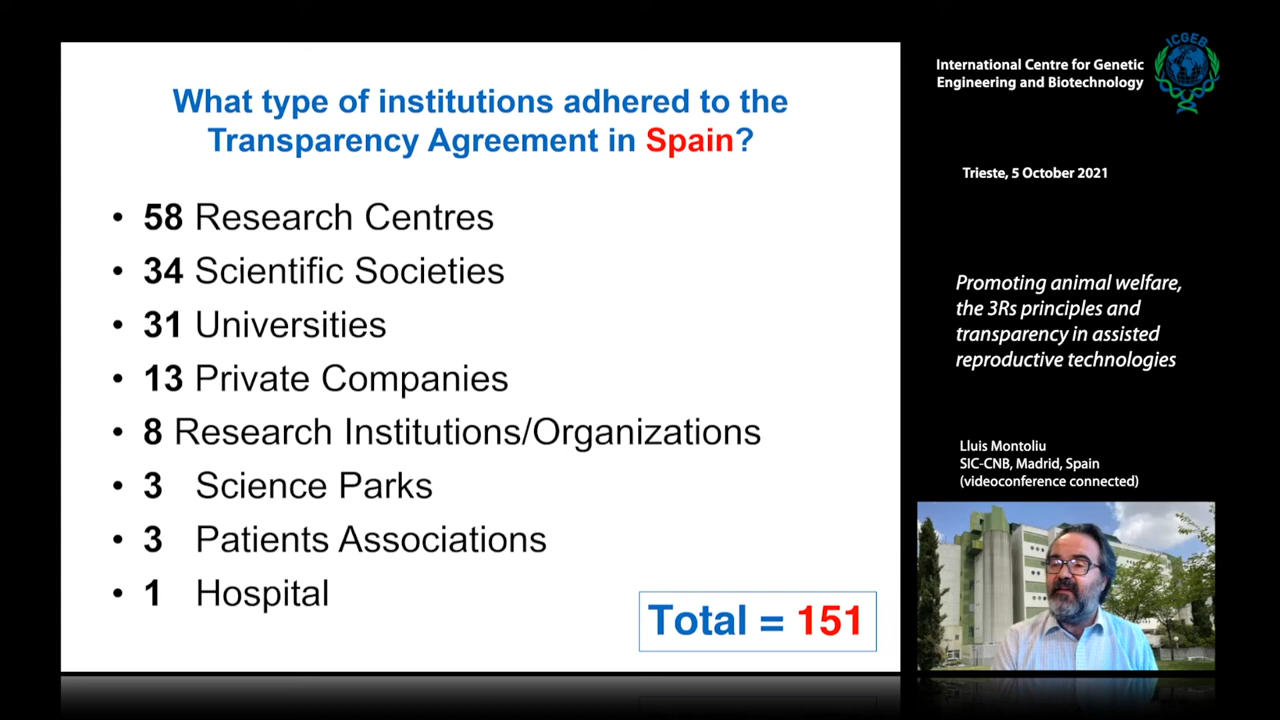 What type of institutions adhered to the
Transparency Agreement in Spain?
• 58 Research Centres
• 34 Scientific Societies
• 31 Universities
• 13 Private Companies
• 8 Research Institutions/Organizations
• 3 Science Parks
• 3 Patients Associations
• 1 Hospital
Total = 151
International Centre for Genetic
Engineering and Biotechnology
ICGEB
Trieste, 5 October 2021
Promoting animal welfare,
the 3Rs principles and
transparency in assisted
reproductive technologies
Lluis Montoliu
SIC-CNB, Madrid, Spain
(videoconference connected)